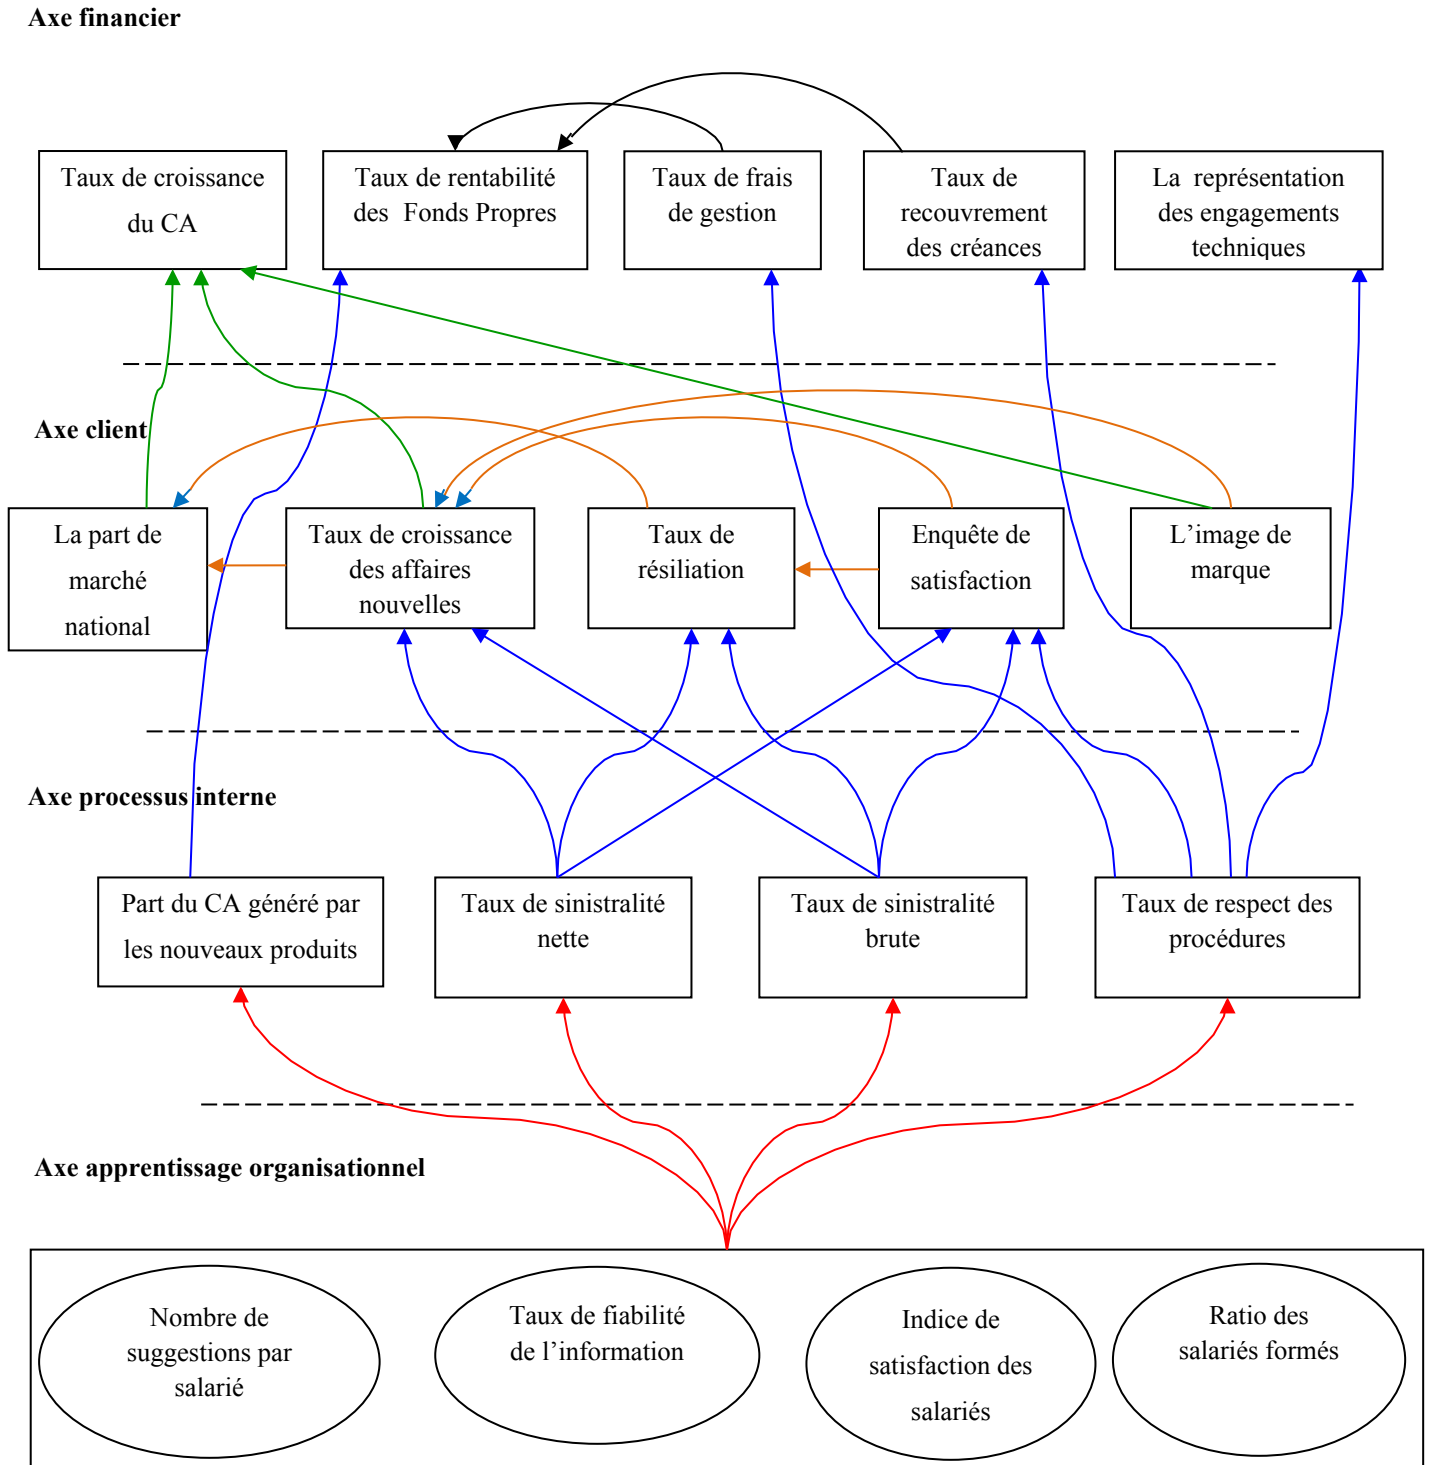 Axe financier
Taux de croissance
du CA
Taux de rentabilité
des Fonds Propres
Taux de frais
de gestion
Taux de
recouvrement
des créances
La représentation
des engagements
techniques
Axe client
La part de
marché
national
Taux de croissance
des affaires
nouvelles
Taux de
résiliation
Enquête de
satisfaction
L’image de
marque
Axe processus interne
Part du CA généré par
les nouveaux produits
Taux de sinistralité
nette
Taux de sinistralité
brute
Taux de respect des
procédures
Axe apprentissage organisationnel
Nombre de
suggestions par
salarié
Taux de fiabilité
de l’information
Indice de
satisfaction des
salariés
Ratio des
salariés formés